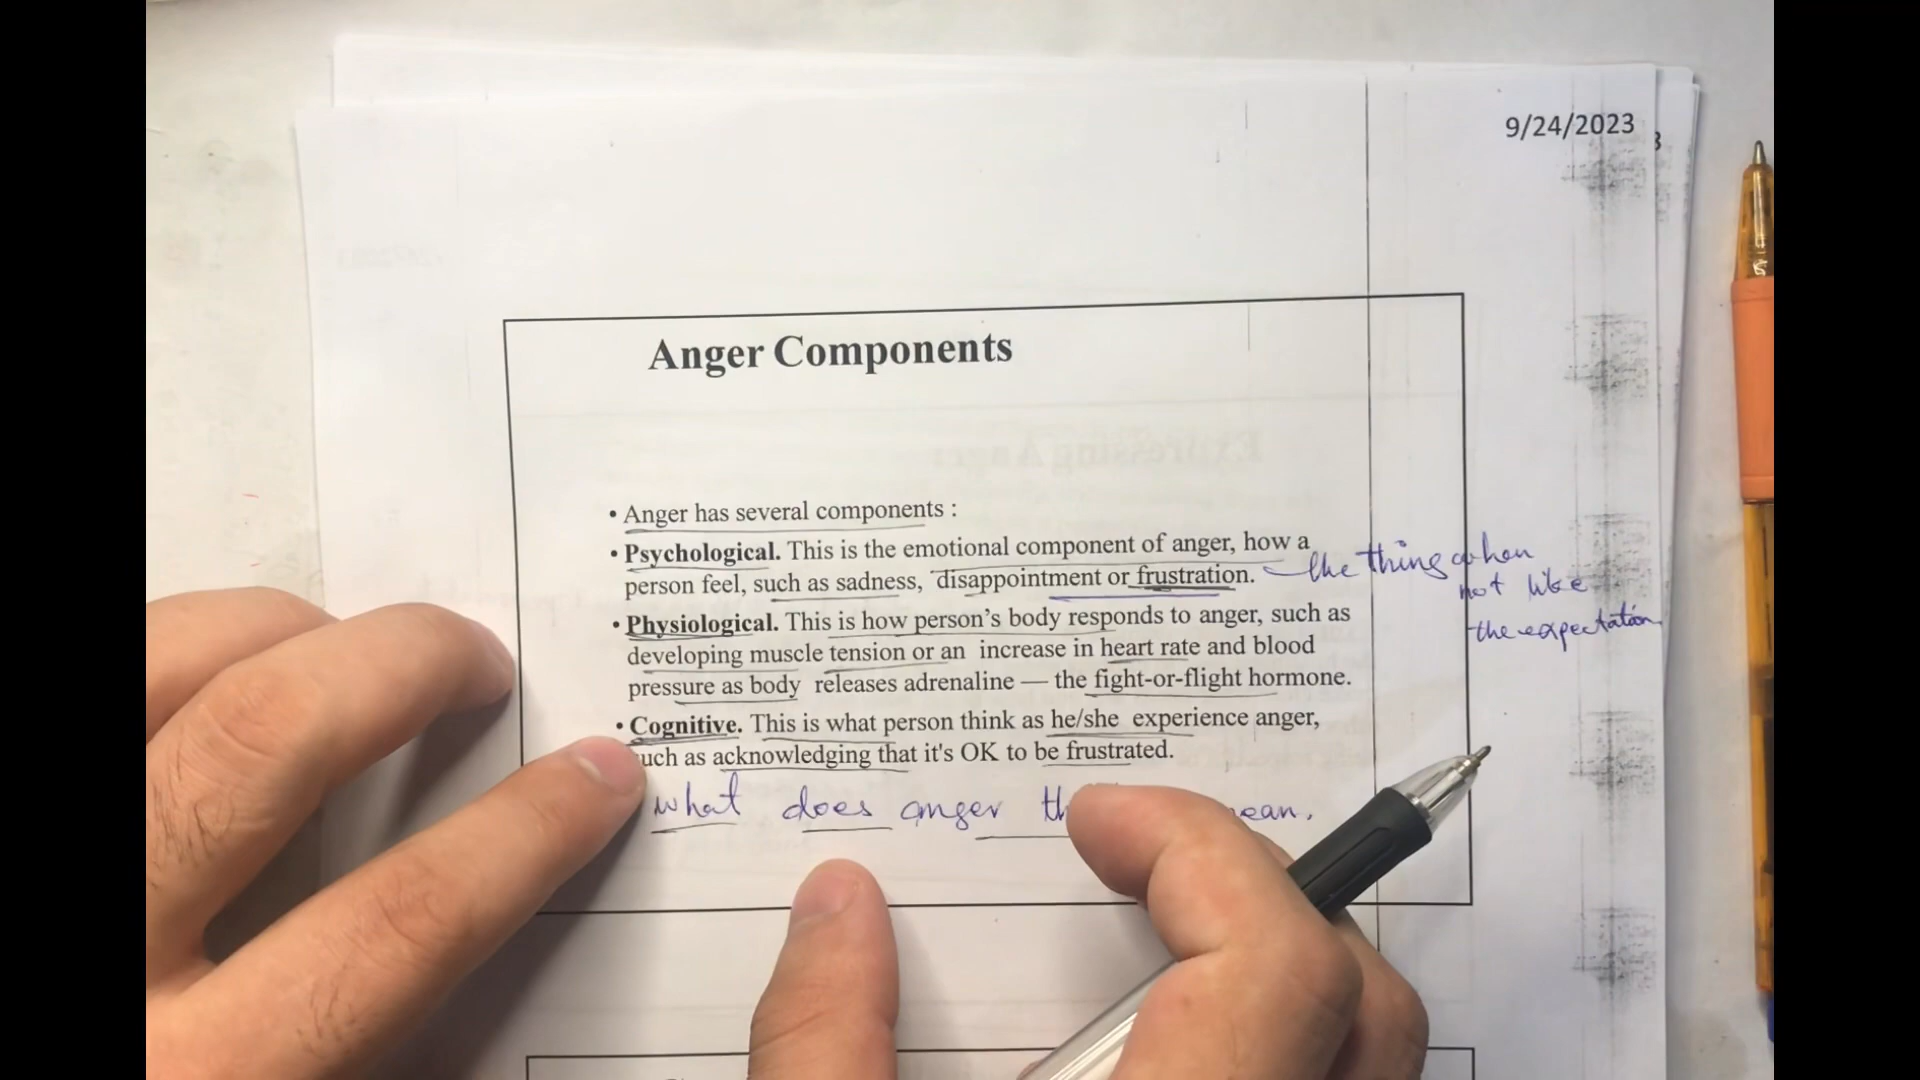 9/24/2023
Anger Components
• Anger has several components :
• Psychological. This is the emotional component of anger, how a
person feel, such as sadness, disappointment or frustration.
the thing when
not like
the expectation
• Physiological. This is how person's body responds to anger, such as
developing muscle tension or an increase in heart rate and blood
pressure as body releases adrenaline — the fight-or-flight hormone.
• Cognitive. This is what person think as he/she experience anger,
uch as acknowledging that it's OK to be frustrated.
what does anger